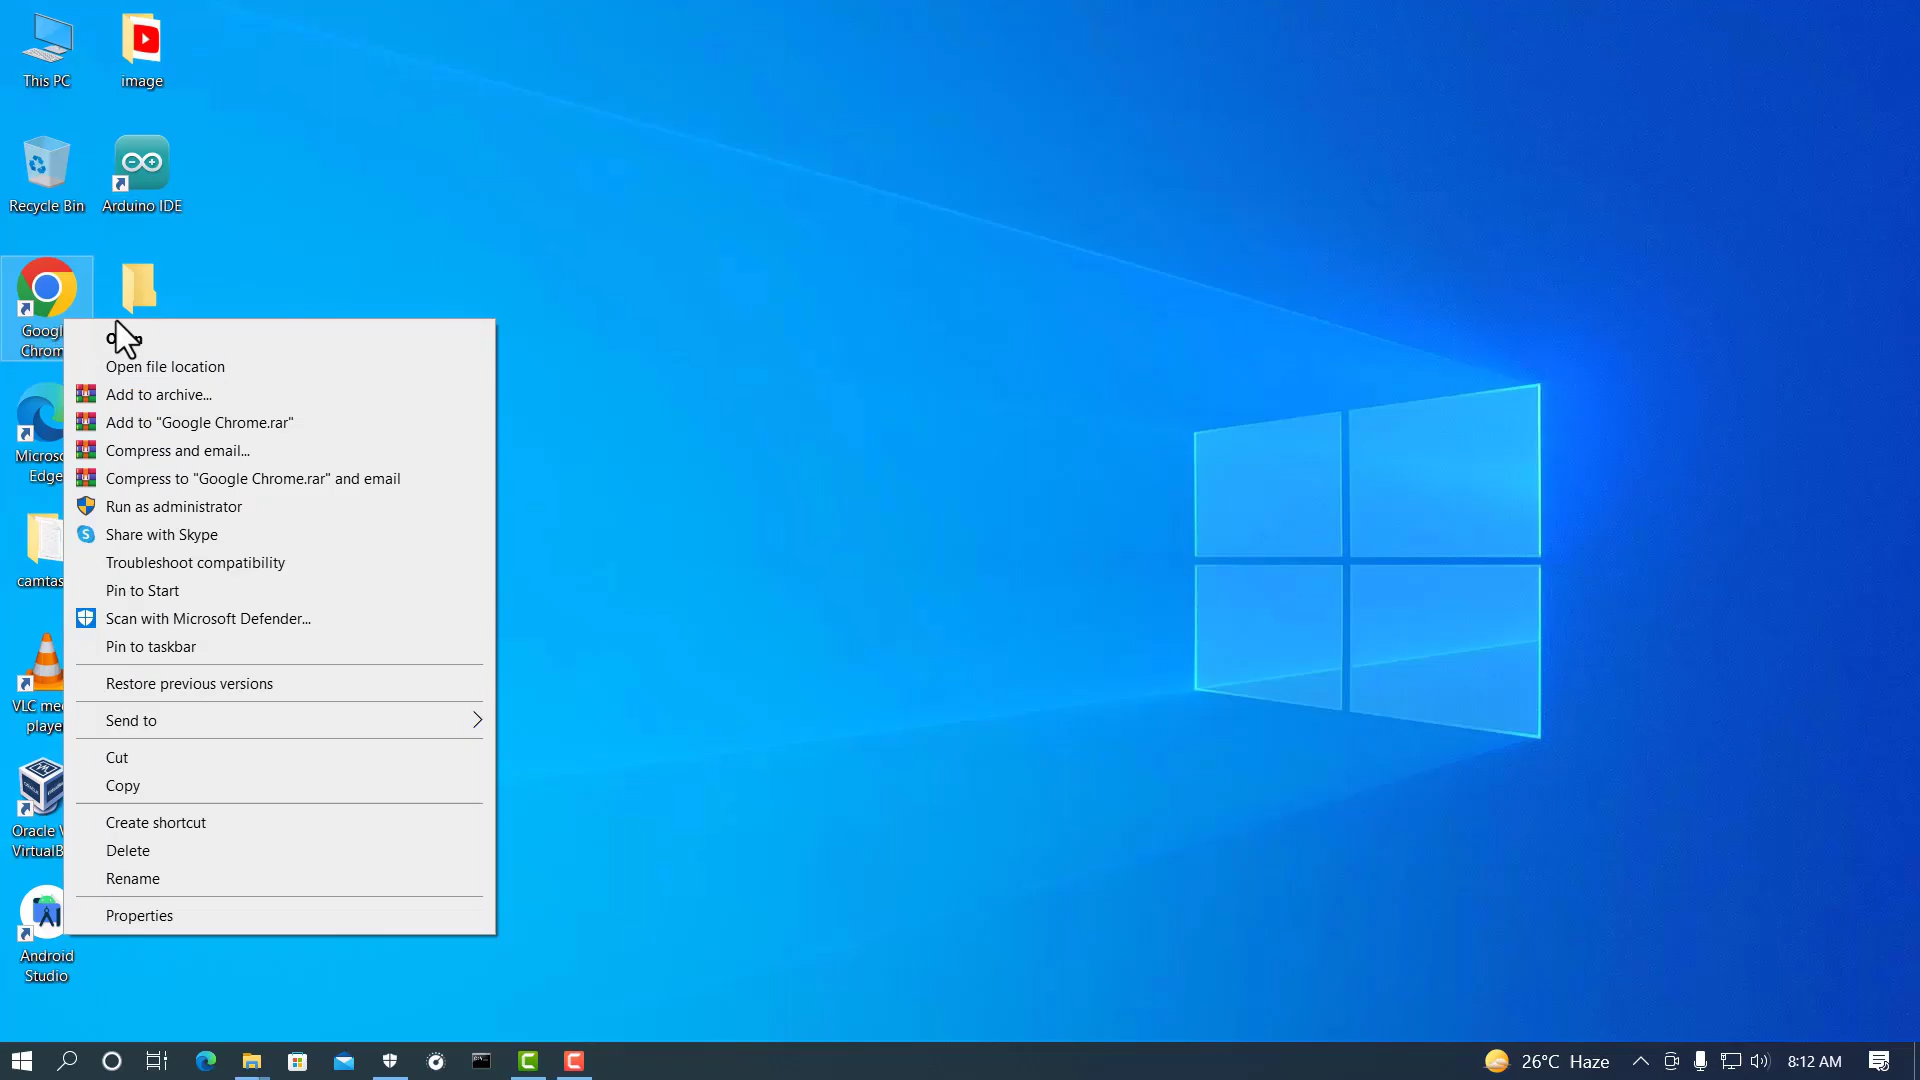 This PC
image
Recycle Bin
Arduino IDE
Open file location
Add to archive...
Add to "Google Chrome.rar"
Compress and email...
Compress to "Google Chrome.rar" and email
Run as administrator
Share with Skype
Troubleshoot compatibility
Pin to Start
Scan with Microsoft Defender...
Pin to taskbar
Restore previous versions
Send to
Cut
Copy
Create shortcut
Delete
Rename
Properties
Googl
Chrom
Microso
Edge
camtas
VLC me
player
Oracle V
VirtualB
Android
Studio
26°C Haze
8:12 AM